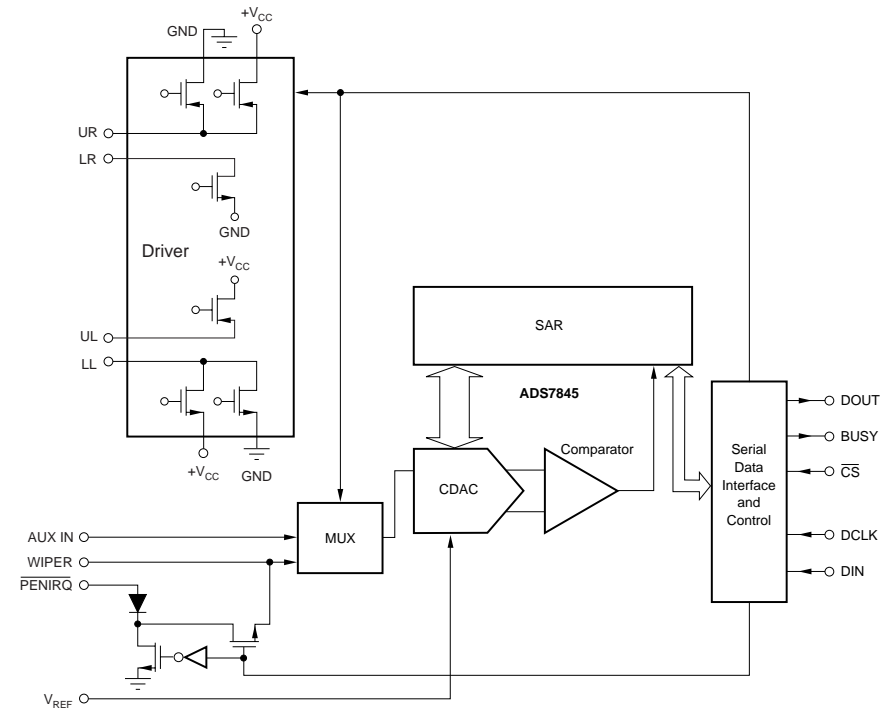 +VCC
GND
UR
LR
GND
Driver
+VCC
UL
LL
+VCC
GND
SAR
ADS7845
Comparator
CDAC
MUX
Serial
Data
Interface
and
Control
DOUT
BUSY
CS
DCLK
DIN
AUX IN
WIPER
PENIRQ
VREF